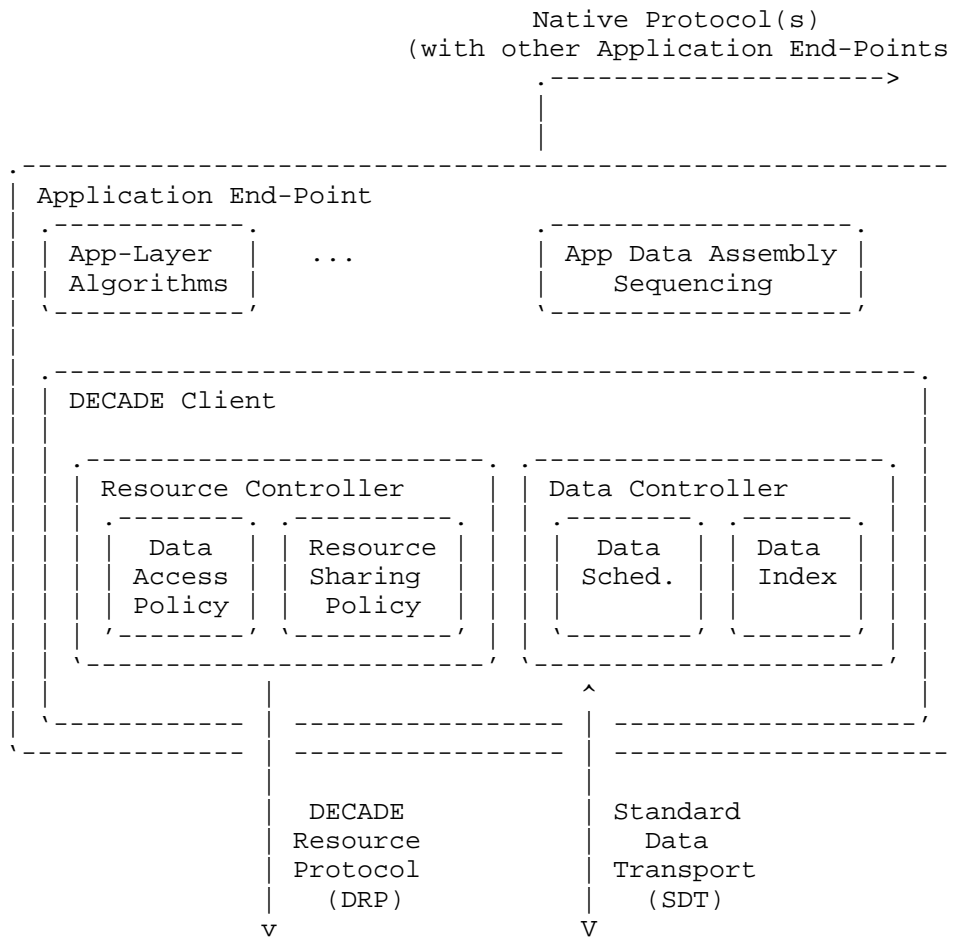 Native Protocol(s)
(with other Application End-Points
Application End-Point
App-Layer ... App Data Assembly
Algorithms Sequencing
DECADE Client
Resource Controller Data Controller
Data Resource Data Data
Access Sharing Sched. Index
Policy Policy
DECADE Standard
Resource Data
Protocol Transport
(DRP) (SDT)
v V